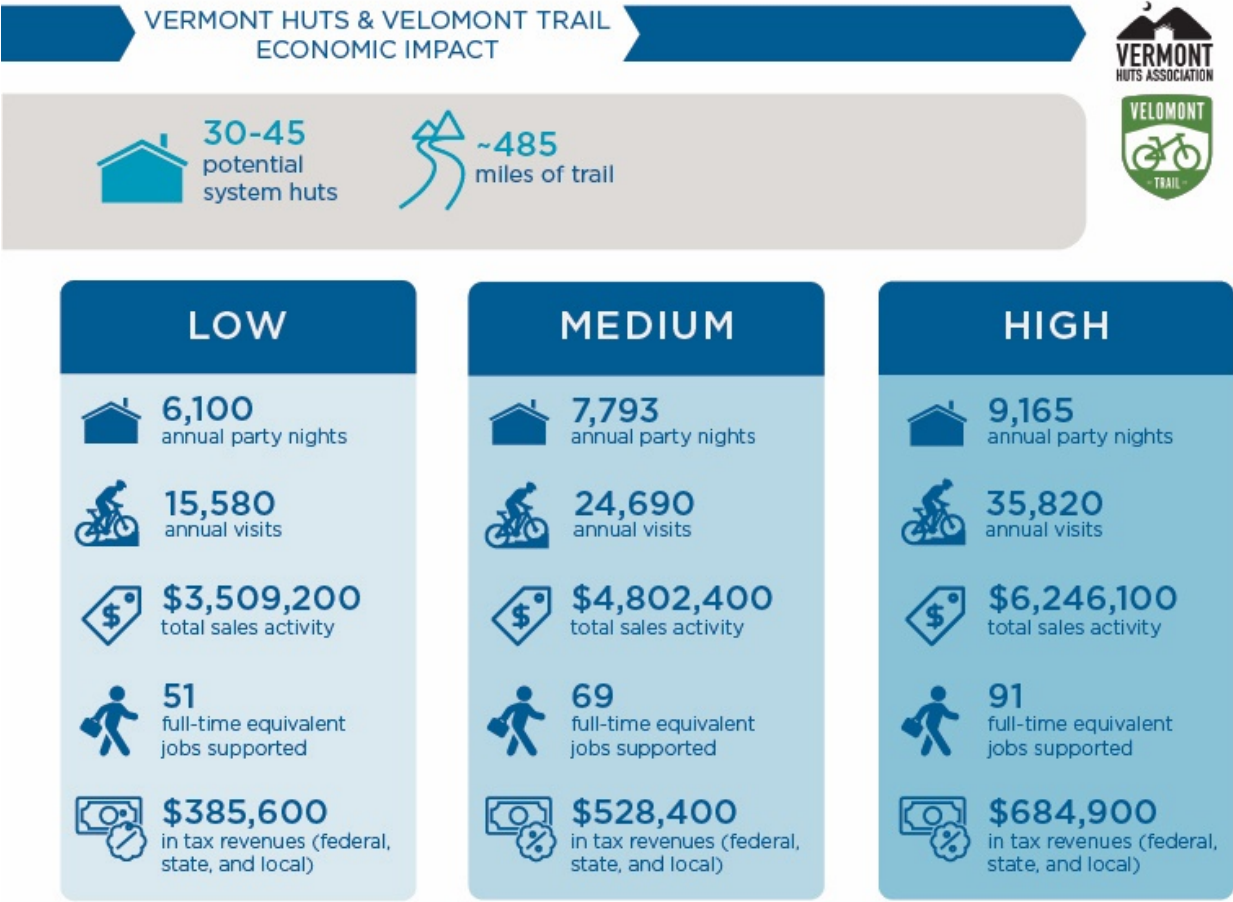 VERMONT HUTS & VELOMONT TRAIL
ECONOMIC IMPACT
VERMONT
HUTS ASSOCIATION
VELOMONT
- TRAIL -
30-45
potential
system huts
~485
miles of trail
LOW
6,100
annual party nights
15,580
annual visits
$
$3,509,200
total sales activity
51
full-time equivalent
jobs supported
$385,600
in tax revenues (federal,
state, and local)
MEDIUM
7,793
annual party nights
24,690
annual visits
$
$4,802,400
total sales activity
69
full-time equivalent
jobs supported
%
$528,400
in tax revenues (federal,
state, and local)
HIGH
9,165
annual party nights
35,820
annual visits
$
$6,246,100
total sales activity
91
full-time equivalent
jobs supported
%
$684,900
in tax revenues (federal,
state, and local)